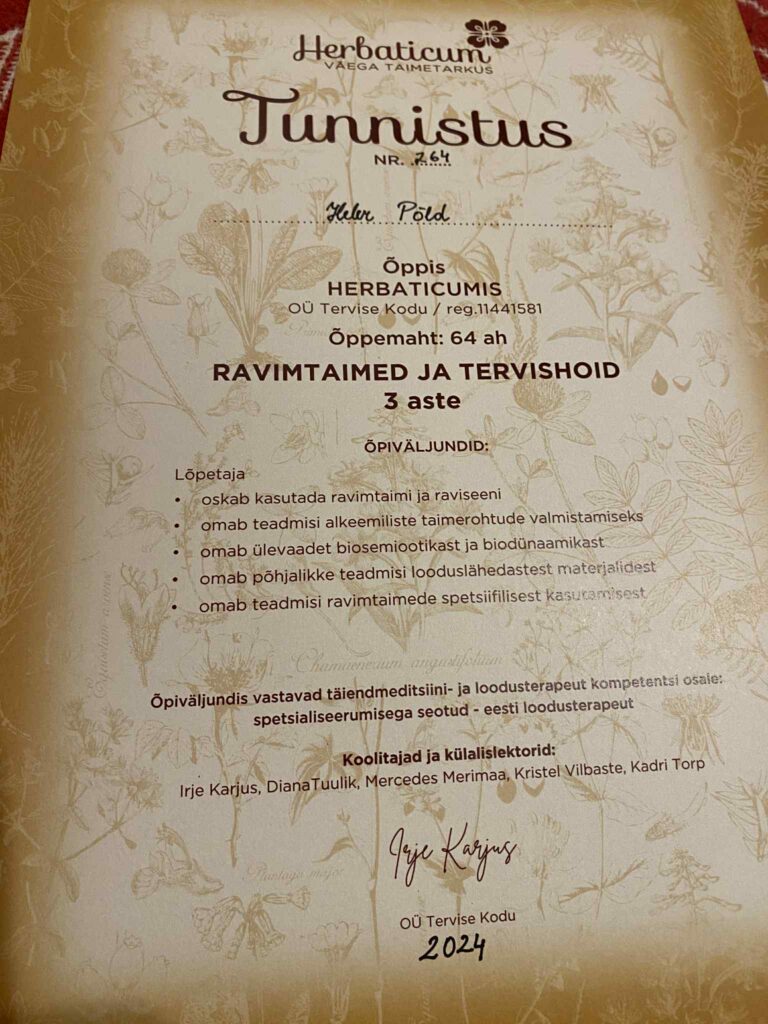 Herbaticum
VÄEGA TAIMETARKUS
Tunnistus
NR. 764
Heler Põld
Õppis
HERBATICUMIS
OÜ Tervise Kodu / reg.11441581
Õppemaht: 64 ah
RAVIMTAIMED JA TERVISHOID
3 aste
ÕPIVÄLJUNDID:
Lõpetaja
• oskab kasutada ravimtaimi ja raviseeni
• omab teadmisi alkeemiliste taimerohtude valmistamiseks
• omab ülevaadet biosemiootikast ja biodünaamikast
• omab põhjalikke teadmisi looduslähedastest materjalidest
• omab teadmisi ravimtaimede spetsiifilisest kasutamisest
Chamaenerium angustifolium
Õpiväljundis vastavad täiendmeditsiini- ja loodusterapeut kompetentsi osale:
spetsialiseerumisega seotud - eesti loodusterapeut
Koolitajad ja külalislektorid:
Irje Karjus, DianaTuulik, Mercedes Merimaa, Kristel Vilbaste, Kadri Torp
Irje Karjus
Plantago major
OÜ Tervise Kodu
2024